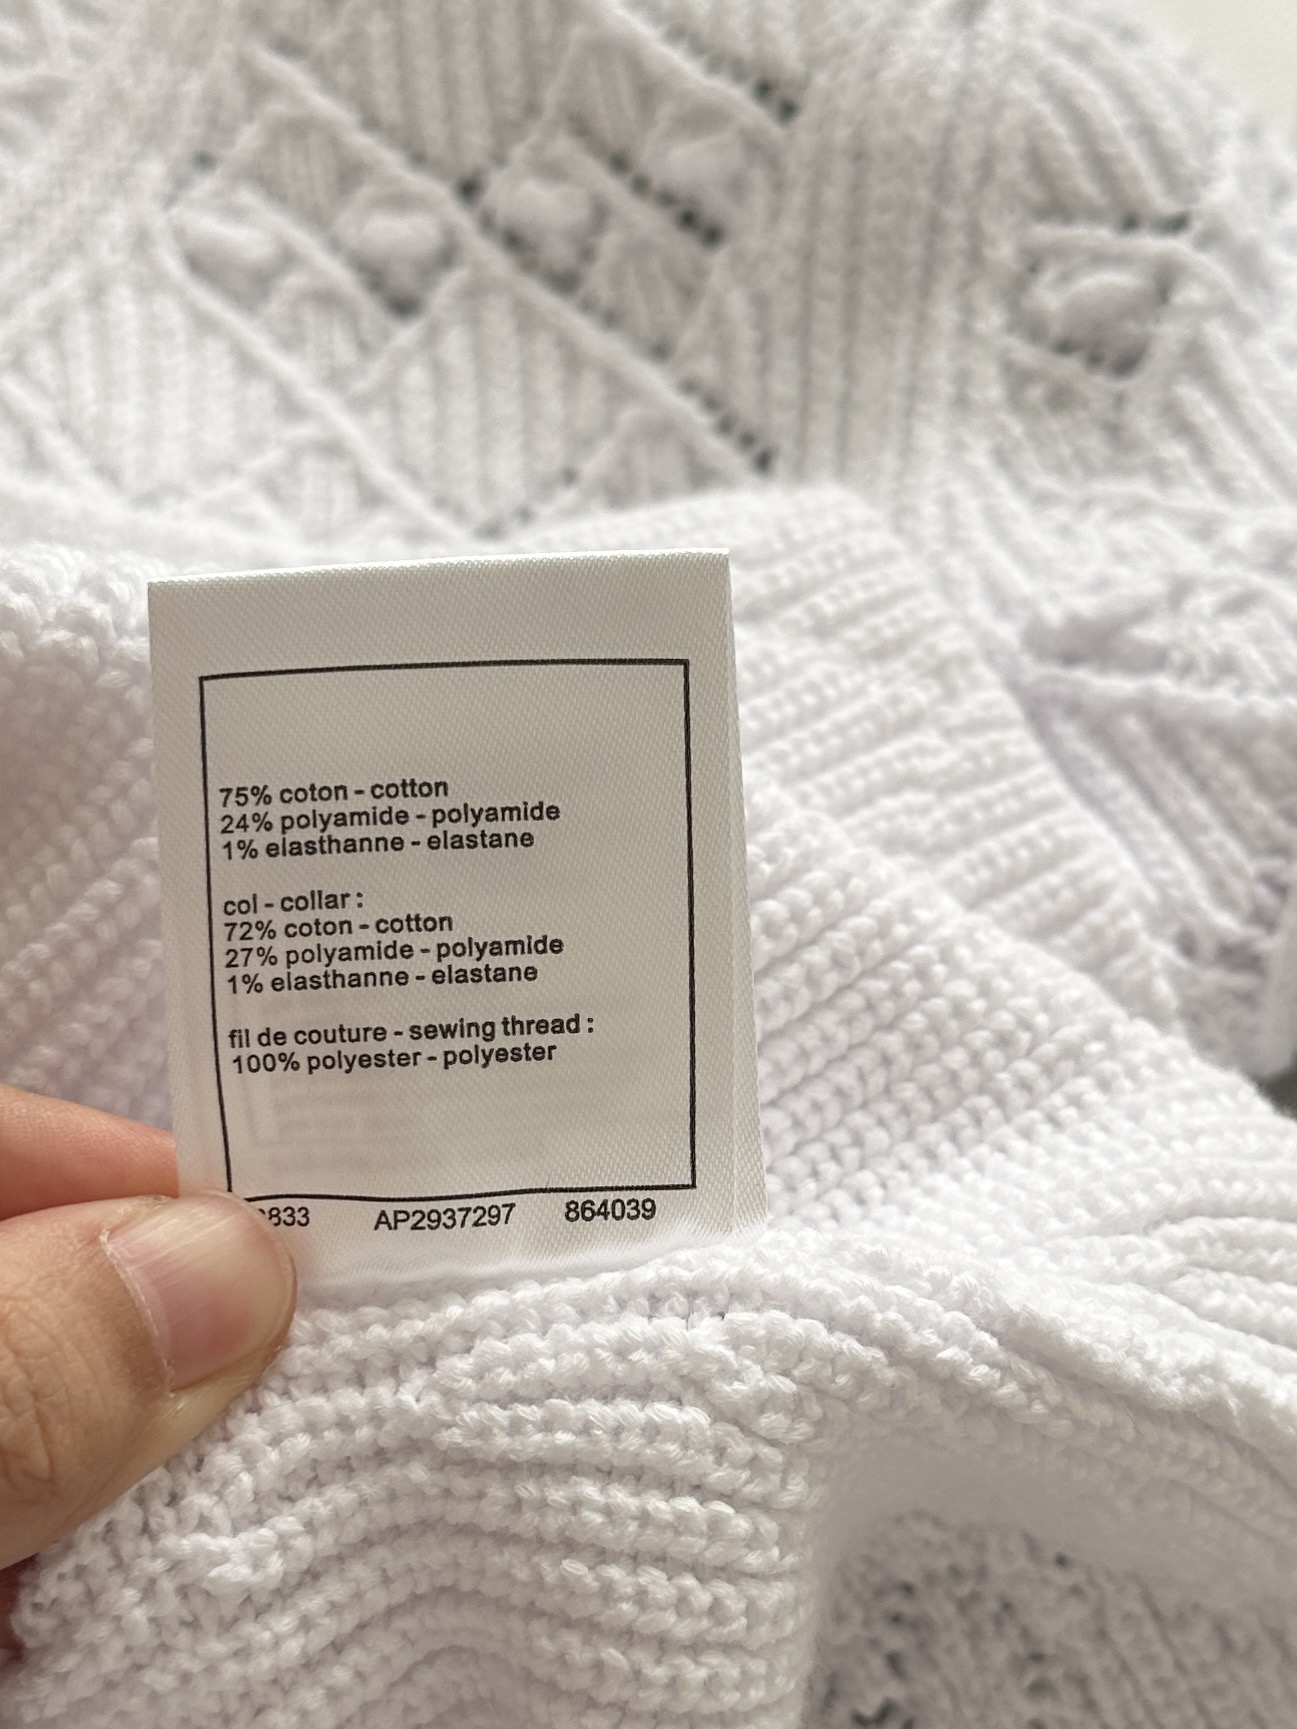 75% coton - cotton
24% polyamide - polyamide
1% elasthanne - elastane
col - collar :
72% coton - cotton
27% polyamide - polyamide
1% elasthanne - elastane
fil de couture - sewing thread :
100% polyester - polyester
AP2937297 864039